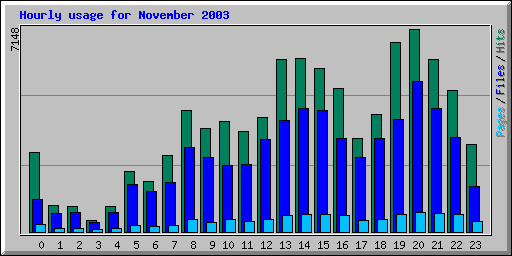 Hourly usage for November 2003
7148
Pages/Files/Hits
0 1 2 3 4 5 6 7 8 9 10 11 12 13 14 15 16 17 18 19 20 21 22 23